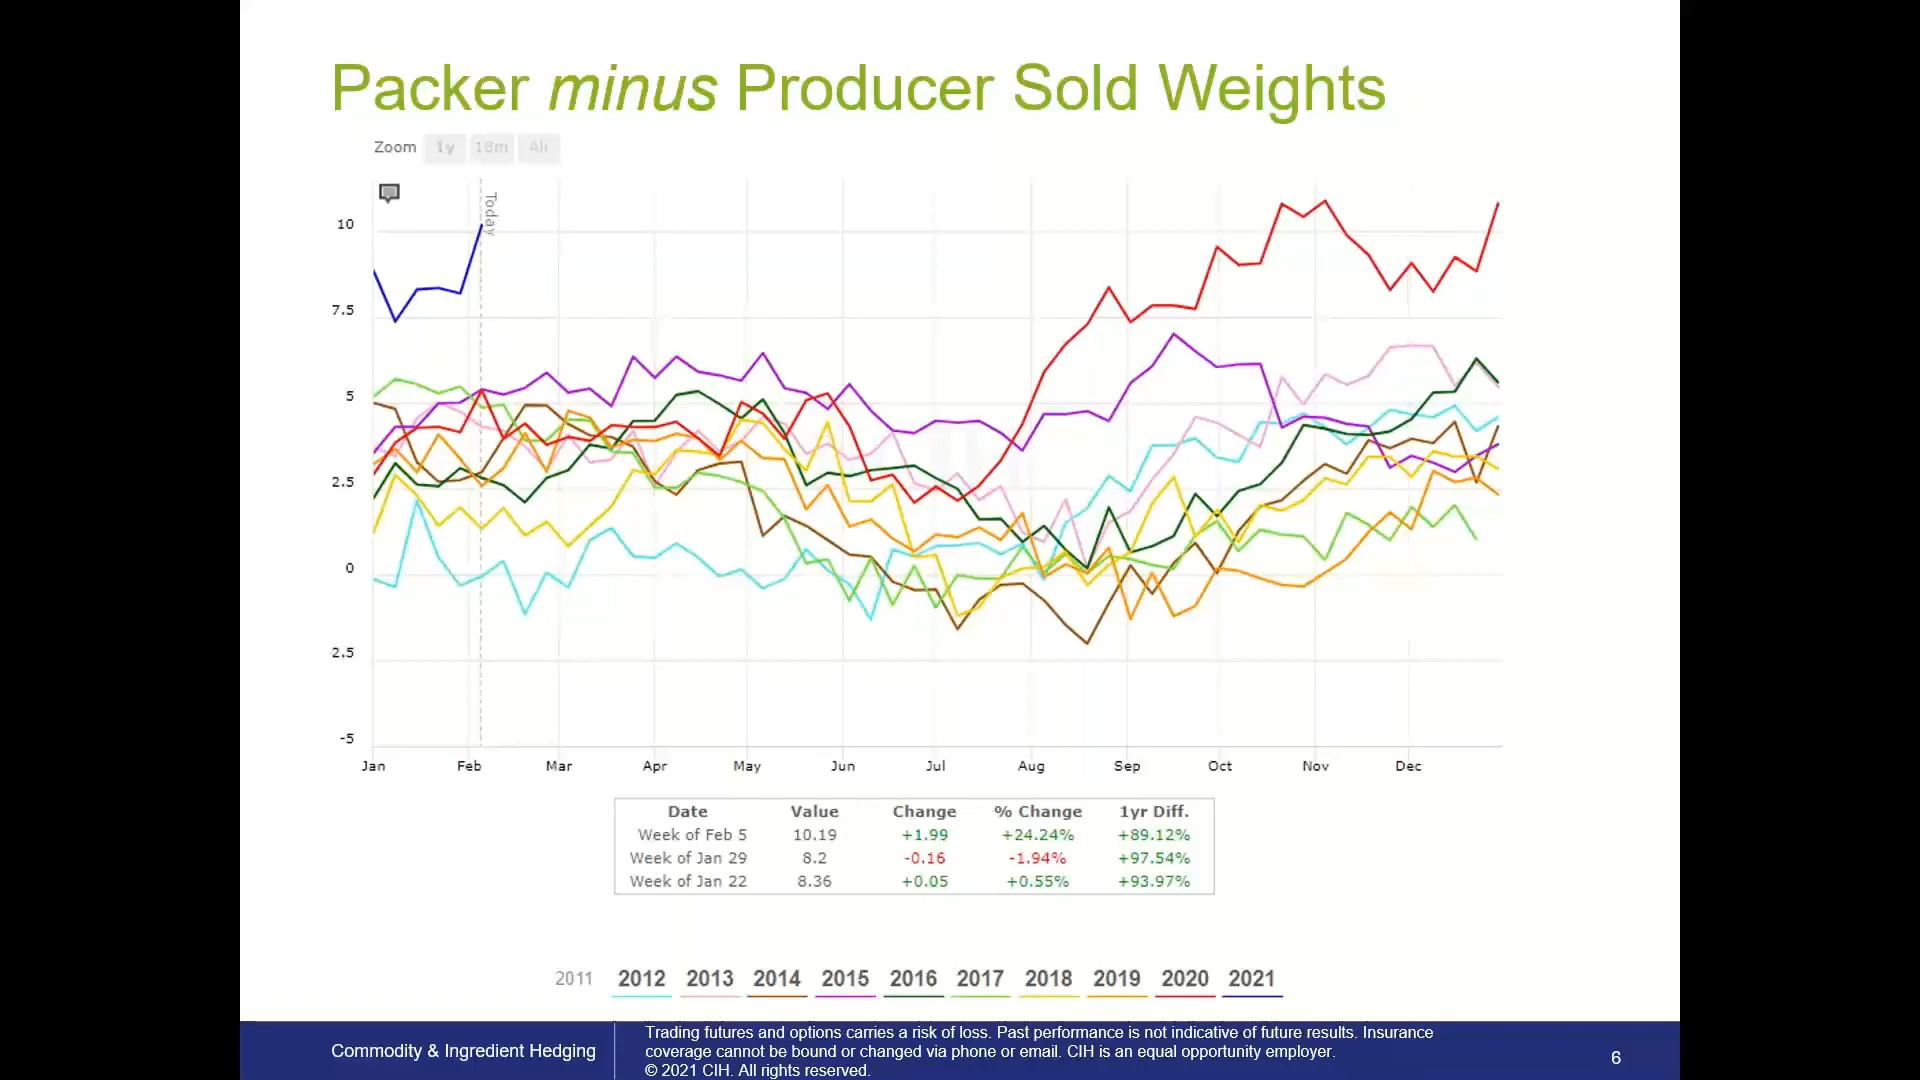 Packer minus Producer Sold Weights
Zoom 1y 18m All
Today
10
7.5
5
2.5
0
2.5
-5
Jan Feb Mar Apr May Jun Jul Aug Sep Oct Nov Dec
Date Value Change % Change 1yr Diff.
Week of Feb 5 10.19 +1.99 +24.24% +89.12%
Week of Jan 29 8.2 -0.16 -1.94% +97.54%
Week of Jan 22 8.36 +0.05 +0.55% +93.97%
2011 2012 2013 2014 2015 2016 2017 2018 2019 2020 2021
Commodity & Ingredient Hedging
Trading futures and options carries a risk of loss. Past performance is not indicative of future results. Insurance
coverage cannot be bound or changed via phone or email. CIH is an equal opportunity employer.
© 2021 CIH. All rights reserved.
6